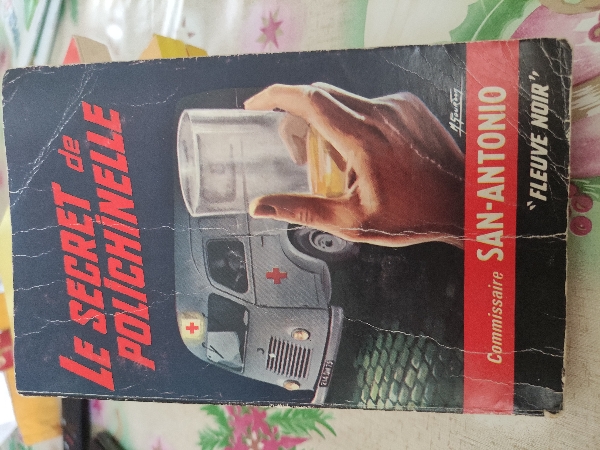 LE SECRET de
POLICHINELLE
Commissaire SAN-ANTONIO
"FLEUVE NOIR"